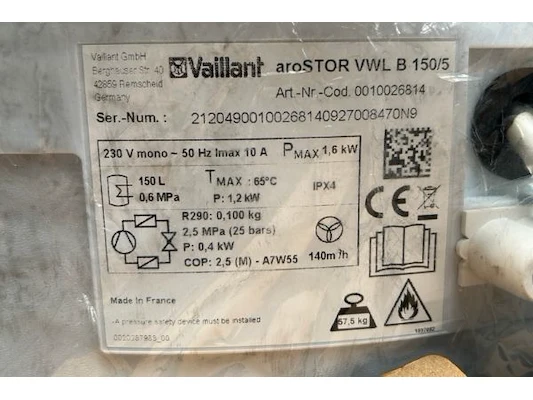 Vaillant GmbH
Berghauser Str. 40
42859 Remscheid
Germany
Vaillant
aroSTOR VWL B 150/5
Art.-Nr.-Cod. 0010026814
Ser.-Num.: 21204900100268140927008470N9
230 V mono ~ 50 Hz Imax 10 A PMAX 1,6 kW
150 L
0,6 MPa
TMAX : 65°C
P: 1,2 kW
IPX4
R290: 0,100 kg
2,5 MPa (25 bars)
P: 0,4 kW
COP: 2,5 (M) - A7W55
140m³/h
CE
Made in France
-A pressure safety device must be installed
57,5 kg